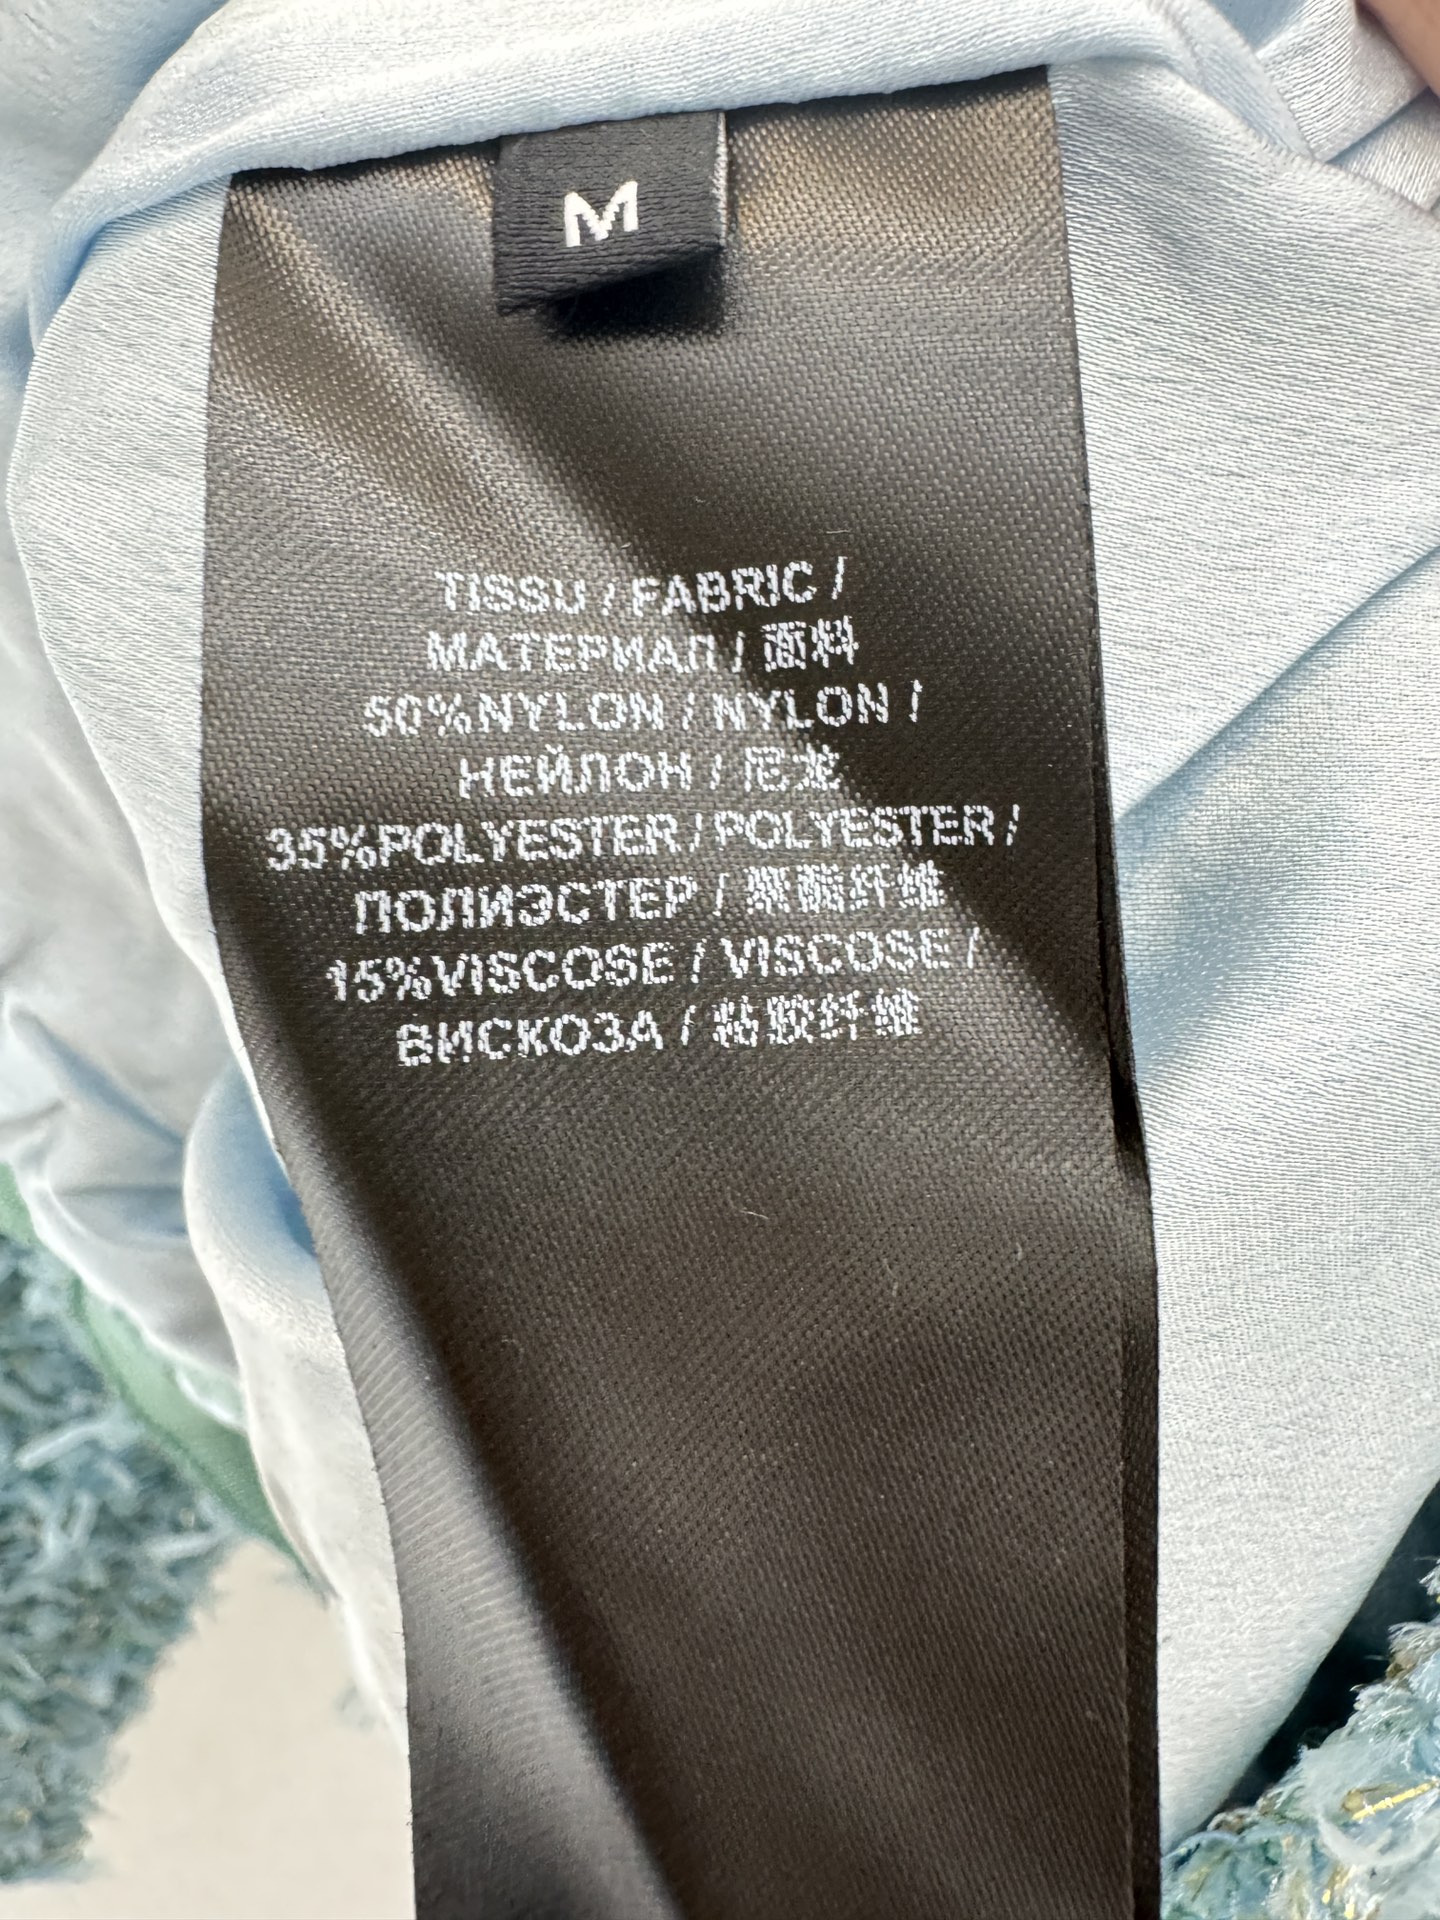 M
TISSU / FABRIC /
МАТЕРИАЛ / 面料
50%NYLON / NYLON /
НЕЙЛОН / 尼龙
35%POLYESTER / POLYESTER /
ПОЛИЭСТЕР / 聚酯纤维
15%VISCOSE / VISCOSE /
ВИСКОЗА / 粘胶纤维